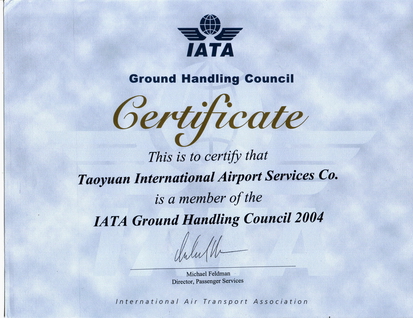 IATA
Ground Handling Council
Certificate
This is to certify that
Taoyuan International Airport Services Co.
is a member of the
IATA Ground Handling Council 2004
Michael Feldman
Director, Passenger Services
International Air Transport Association